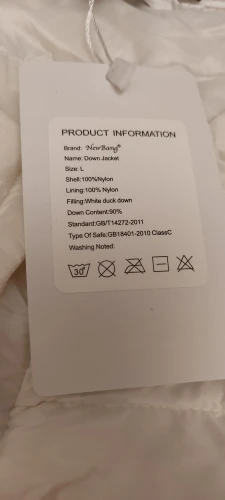 PRODUCT INFORMATION
Brand: NewBang®
Name: Down Jacket
Size: L
Shell:100%Nylon
Lining:100% Nylon
Filling:White duck down
Down Content:90%
Standard:GB/T14272-2011
Type Of Safe:GB18401-2010 ClassC
Washing Noted:
30°